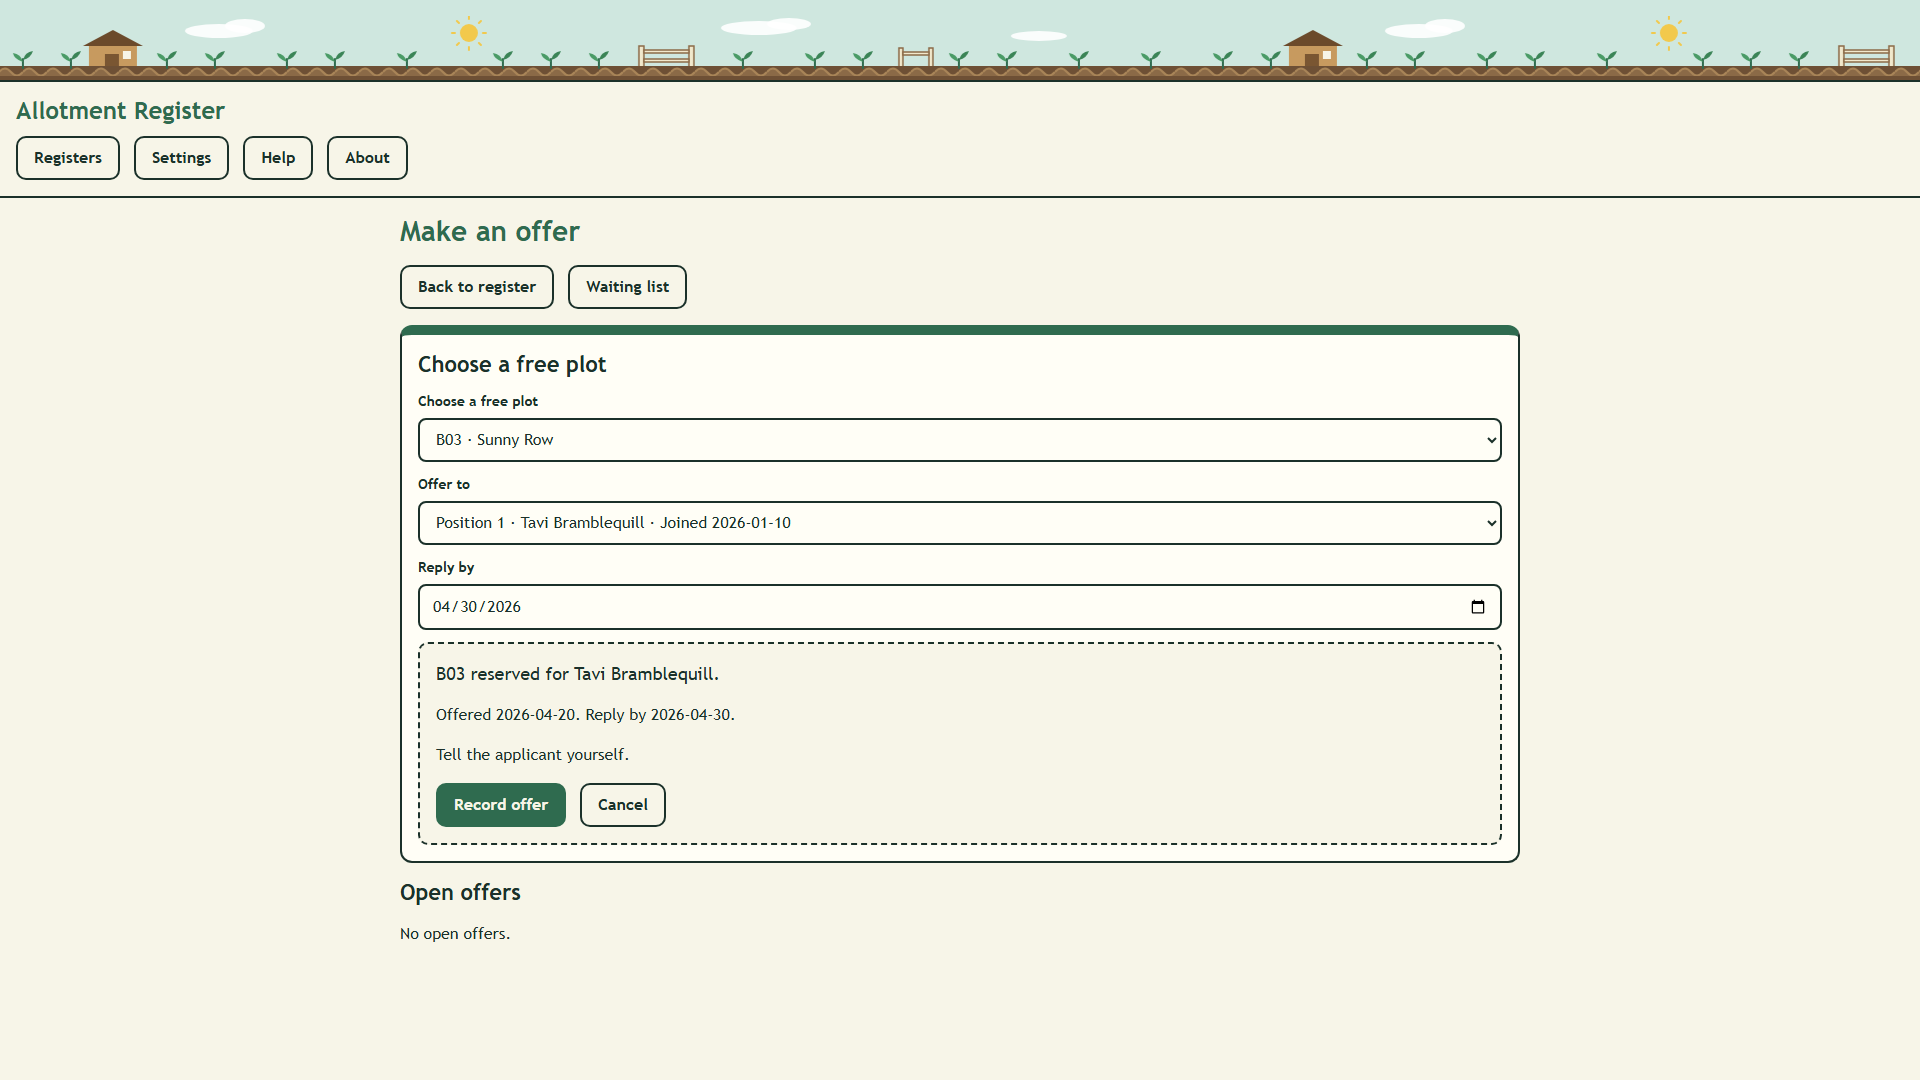 Allotment Register
Registers
Settings
Help
About
Make an offer
Back to register
Waiting list
Choose a free plot
Choose a free plot
B03 · Sunny Row
Offer to
Position 1 · Tavi Bramblequill · Joined 2026-01-10
Reply by
04/30/2026
B03 reserved for Tavi Bramblequill.
Offered 2026-04-20. Reply by 2026-04-30.
Tell the applicant yourself.
Record offer
Cancel
Open offers
No open offers.